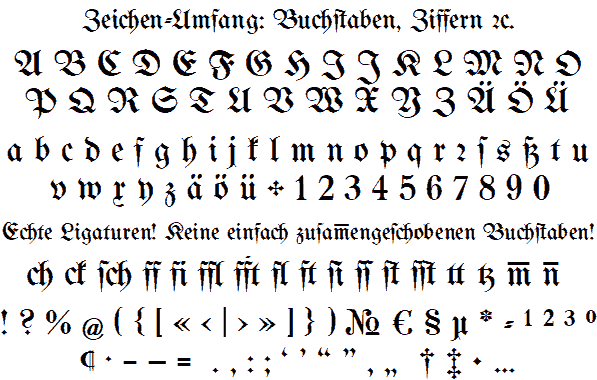 Zeichen⸗Umfang: Buchſtaben, Ziffern ꝛc.
A B C D E F G H I J K L M N O
P Q R S T U V W X Y Z Ä Ö Ü
a b c d e f g h i j k l m n o p q r ꝛ ſ s ß t u
v w x y z ä ö ü ✢ 1 2 3 4 5 6 7 8 9 0
Echte Ligaturen! Keine einfach zuſam̅engeſchobenen Buchſtaben!
ch ck ſch ff fi ffl fft fl ft ſi ſſ ſt ſſt tt tz m̅ n̅
! ? % @ ( { [ « ‹ | › » ] } ) № € § µ * ⸗ ¹ ² ³ ⁰
¶ · – — = . , : ; ‘ ’ “ ” ‚ „ † ‡ · …